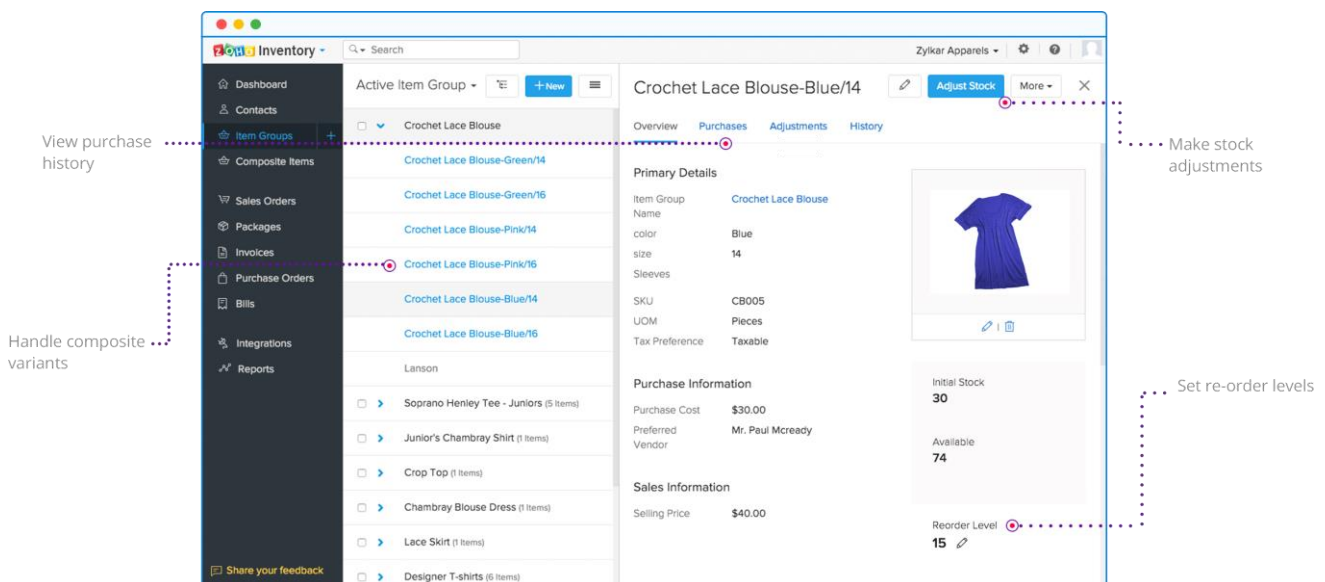 ZOHO Inventory
Search
Zylkar Apparels
Dashboard
Contacts
Item Groups +
Composite Items
Sales Orders
Packages
Invoices
Purchase Orders
Bills
Integrations
Reports
Share your feedback
Active Item Group
+ New
Crochet Lace Blouse
Crochet Lace Blouse-Green/14
Crochet Lace Blouse-Green/16
Crochet Lace Blouse-Pink/14
Crochet Lace Blouse-Pink/16
Crochet Lace Blouse-Blue/14
Crochet Lace Blouse-Blue/16
Lanson
Soprano Henley Tee - Juniors (5 Items)
Junior's Chambray Shirt (1 Items)
Crop Top (1 Items)
Chambray Blouse Dress (1 Items)
Lace Skirt (1 Items)
Designer T-shirts (6 Items)
Crochet Lace Blouse-Blue/14
Adjust Stock
More
Overview Purchases Adjustments History
Primary Details
Item Group Name
Crochet Lace Blouse
color Blue
size 14
Sleeves
SKU CB005
UOM Pieces
Tax Preference Taxable
Purchase Information
Purchase Cost $30.00
Preferred Vendor
Mr. Paul Mcready
Sales Information
Selling Price $40.00
Initial Stock
30
Available
74
Reorder Level
15
View purchase
history
Handle composite
variants
Make stock
adjustments
Set re-order levels